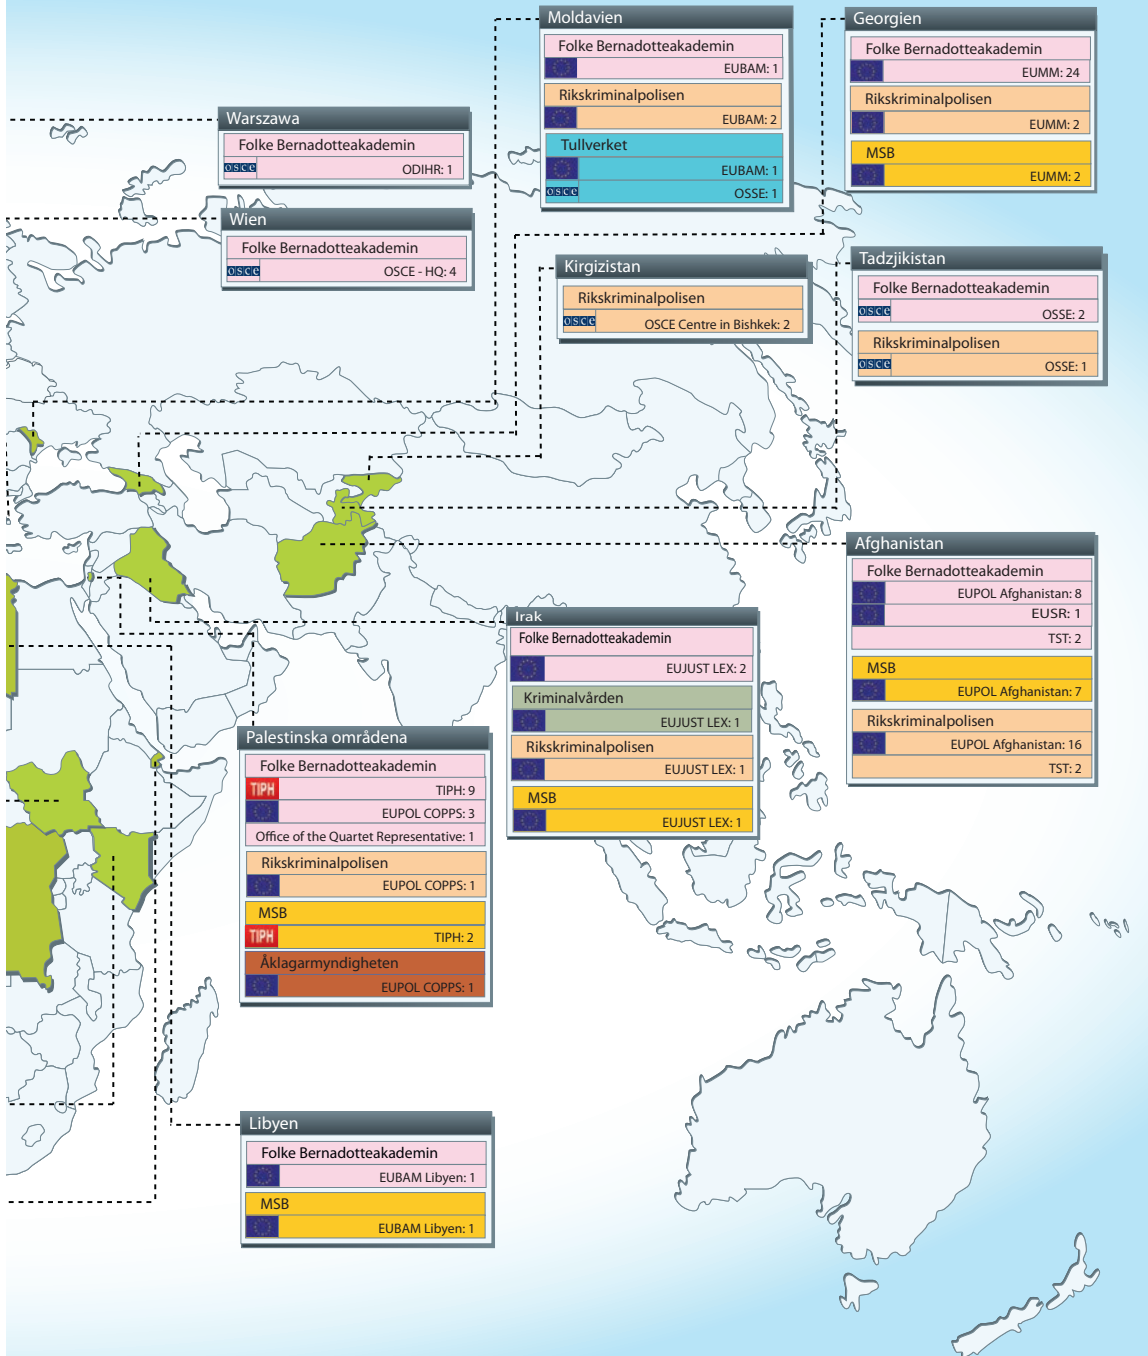 Moldavien
Folke Bernadotteakademin
EUBAM: 1
Rikskriminalpolisen
EUBAM: 2
Tullverket
EUBAM: 1
osce OSSE: 1
Georgien
Folke Bernadotteakademin
EUMM: 24
Rikskriminalpolisen
EUMM: 2
MSB
EUMM: 2
Warszawa
Folke Bernadotteakademin
osce ODIHR: 1
Wien
Folke Bernadotteakademin
osce OSCE - HQ: 4
Kirgizistan
Rikskriminalpolisen
osce OSCE Centre in Bishkek: 2
Tadzjikistan
Folke Bernadotteakademin
osce OSSE: 2
Rikskriminalpolisen
osce OSSE: 1
Afghanistan
Folke Bernadotteakademin
EUPOL Afghanistan: 8
EUSR: 1
TST: 2
MSB
EUPOL Afghanistan: 7
Rikskriminalpolisen
EUPOL Afghanistan: 16
TST: 2
Irak
Folke Bernadotteakademin
EUJUST LEX: 2
Kriminalvården
EUJUST LEX: 1
Rikskriminalpolisen
EUJUST LEX: 1
MSB
EUJUST LEX: 1
Palestinska områdena
Folke Bernadotteakademin
TIPH TIPH: 9
EUPOL COPPS: 3
Office of the Quartet Representative: 1
Rikskriminalpolisen
EUPOL COPPS: 1
MSB
TIPH TIPH: 2
Åklagarmyndigheten
EUPOL COPPS: 1
Libyen
Folke Bernadotteakademin
EUBAM Libyen: 1
MSB
EUBAM Libyen: 1